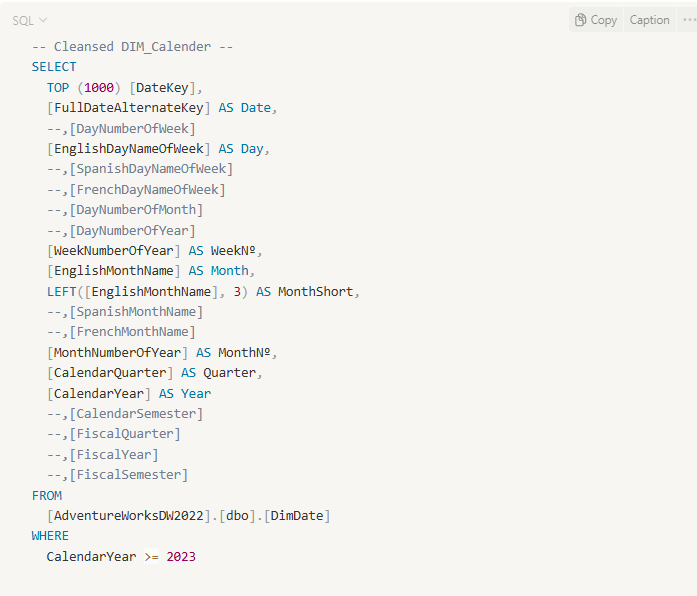 SQL
Copy
Caption
-- Cleansed DIM_Calender --
SELECT
TOP (1000) [DateKey],
[FullDateAlternateKey] AS Date,
--,[DayNumberOfWeek]
[EnglishDayNameOfWeek] AS Day,
--,[SpanishDayNameOfWeek]
--,[FrenchDayNameOfWeek]
--,[DayNumberOfMonth]
--,[DayNumberOfYear]
[WeekNumberOfYear] AS WeekNº,
[EnglishMonthName] AS Month,
LEFT([EnglishMonthName], 3) AS MonthShort,
--,[SpanishMonthName]
--,[FrenchMonthName]
[MonthNumberOfYear] AS MonthNº,
[CalendarQuarter] AS Quarter,
[CalendarYear] AS Year
--,[CalendarSemester]
--,[FiscalQuarter]
--,[FiscalYear]
--,[FiscalSemester]
FROM
[AdventureWorksDW2022].[dbo].[DimDate]
WHERE
CalendarYear >= 2023